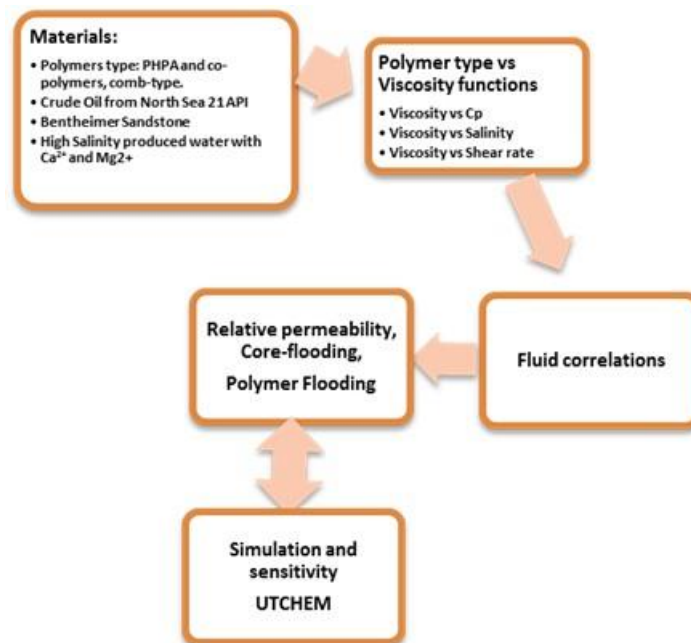 Materials:
• Polymers type: PHPA and co-
polymers, comb-type.
• Crude Oil from North Sea 21 API
• Bentheimer Sandstone
• High Salinity produced water with
Ca²⁺ and Mg2+
Polymer type vs
Viscosity functions
• Viscosity vs Cp
• Viscosity vs Salinity
• Viscosity vs Shear rate
Fluid correlations
Relative permeability,
Core-flooding,
Polymer Flooding
Simulation and
sensitivity
UTCHEM